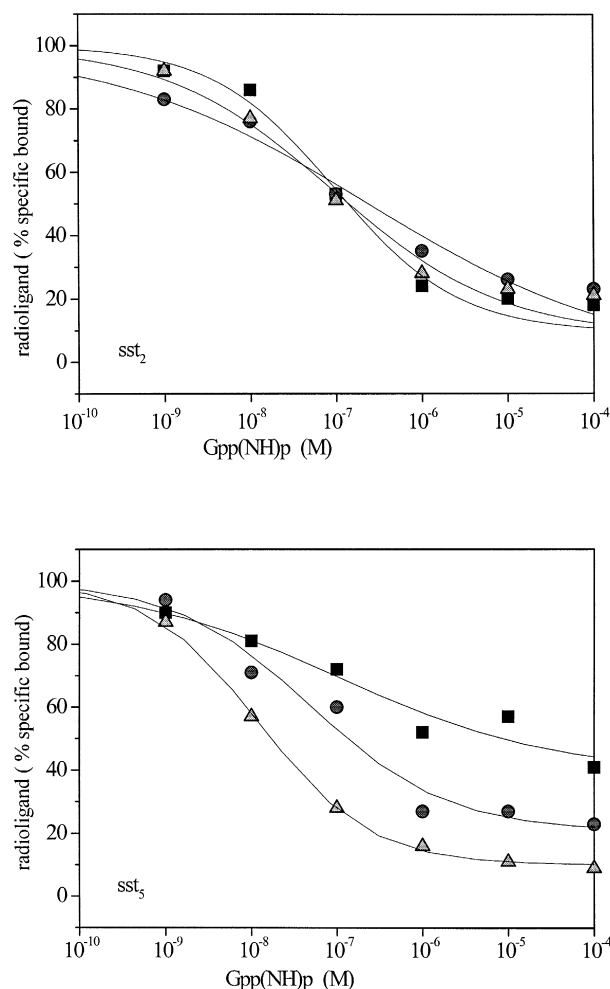 radioligand ( % specific bound)
100
80
60
40
20
0
sst₂
10⁻¹⁰ 10⁻⁹ 10⁻⁸ 10⁻⁷ 10⁻⁶ 10⁻⁵ 10⁻⁴
Gpp(NH)p (M)
radioligand ( % specific bound)
100
80
60
40
20
0
sst₅
10⁻¹⁰ 10⁻⁹ 10⁻⁸ 10⁻⁷ 10⁻⁶ 10⁻⁵ 10⁻⁴
Gpp(NH)p (M)